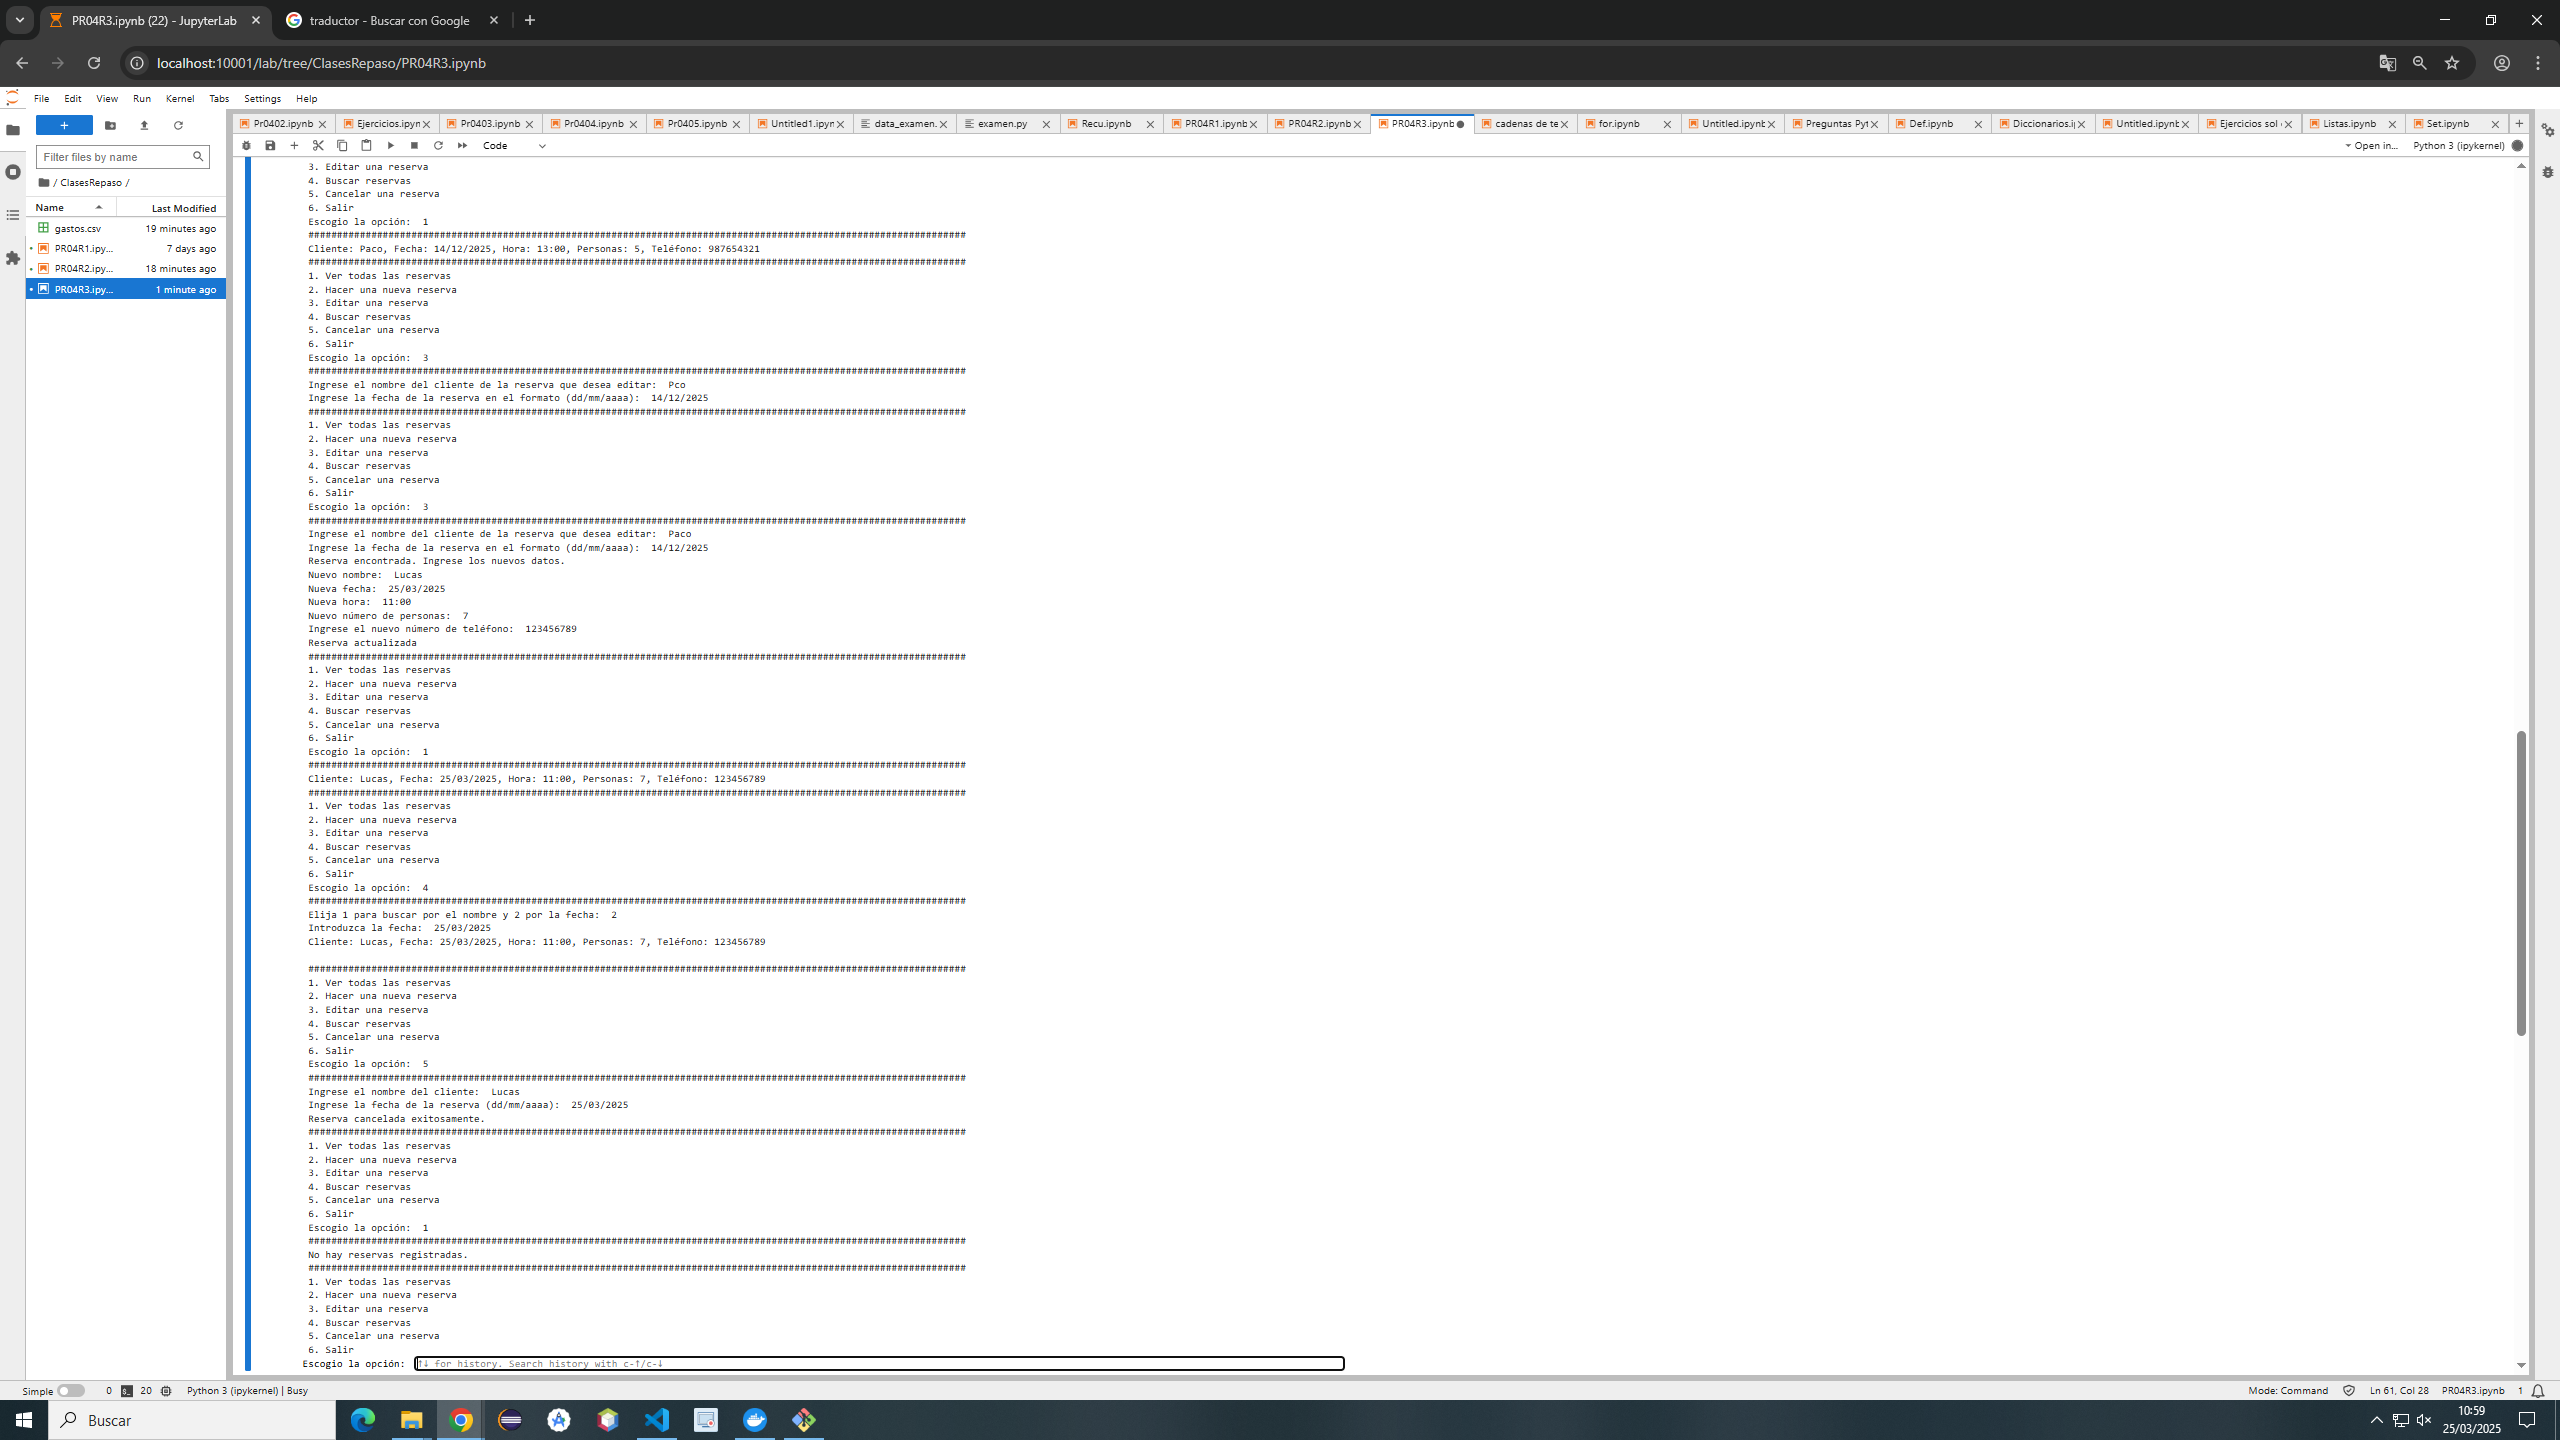 PR04R3.ipynb (22) - JupyterLab
traductor - Buscar con Google
localhost:10001/lab/tree/ClasesRepaso/PR04R3.ipynb
File Edit View Run Kernel Tabs Settings Help
Filter files by name
/ ClasesRepaso /
Name Last Modified
gastos.csv 19 minutes ago
PR04R1.ipy... 7 days ago
PR04R2.ipy... 18 minutes ago
PR04R3.ipy... 1 minute ago
Pr0402.ipynb Ejercicios.ipyn Pr0403.ipynb Pr0404.ipynb Pr0405.ipynb Untitled1.ipyn data_examen. examen.py Recu.ipynb PR04R1.ipynb PR04R2.ipynb PR04R3.ipynb cadenas de te for.ipynb Untitled.ipynb Preguntas Pyt Def.ipynb Diccionarios.i Untitled.ipynb Ejercicios sol Listas.ipynb Set.ipynb
Code Open in... Python 3 (ipykernel)
3. Editar una reserva
4. Buscar reservas
5. Cancelar una reserva
6. Salir
Escogio la opción: 1
###################################################################################################################
Cliente: Paco, Fecha: 14/12/2025, Hora: 13:00, Personas: 5, Teléfono: 987654321
###################################################################################################################
1. Ver todas las reservas
2. Hacer una nueva reserva
3. Editar una reserva
4. Buscar reservas
5. Cancelar una reserva
6. Salir
Escogio la opción: 3
###################################################################################################################
Ingrese el nombre del cliente de la reserva que desea editar: Pco
Ingrese la fecha de la reserva en el formato (dd/mm/aaaa): 14/12/2025
###################################################################################################################
1. Ver todas las reservas
2. Hacer una nueva reserva
3. Editar una reserva
4. Buscar reservas
5. Cancelar una reserva
6. Salir
Escogio la opción: 3
###################################################################################################################
Ingrese el nombre del cliente de la reserva que desea editar: Paco
Ingrese la fecha de la reserva en el formato (dd/mm/aaaa): 14/12/2025
Reserva encontrada. Ingrese los nuevos datos.
Nuevo nombre: Lucas
Nueva fecha: 25/03/2025
Nueva hora: 11:00
Nuevo número de personas: 7
Ingrese el nuevo número de teléfono: 123456789
Reserva actualizada
###################################################################################################################
1. Ver todas las reservas
2. Hacer una nueva reserva
3. Editar una reserva
4. Buscar reservas
5. Cancelar una reserva
6. Salir
Escogio la opción: 1
###################################################################################################################
Cliente: Lucas, Fecha: 25/03/2025, Hora: 11:00, Personas: 7, Teléfono: 123456789
###################################################################################################################
1. Ver todas las reservas
2. Hacer una nueva reserva
3. Editar una reserva
4. Buscar reservas
5. Cancelar una reserva
6. Salir
Escogio la opción: 4
###################################################################################################################
Elija 1 para buscar por el nombre y 2 por la fecha: 2
Introduzca la fecha: 25/03/2025
Cliente: Lucas, Fecha: 25/03/2025, Hora: 11:00, Personas: 7, Teléfono: 123456789
###################################################################################################################
1. Ver todas las reservas
2. Hacer una nueva reserva
3. Editar una reserva
4. Buscar reservas
5. Cancelar una reserva
6. Salir
Escogio la opción: 5
###################################################################################################################
Ingrese el nombre del cliente: Lucas
Ingrese la fecha de la reserva (dd/mm/aaaa): 25/03/2025
Reserva cancelada exitosamente.
###################################################################################################################
1. Ver todas las reservas
2. Hacer una nueva reserva
3. Editar una reserva
4. Buscar reservas
5. Cancelar una reserva
6. Salir
Escogio la opción: 1
###################################################################################################################
No hay reservas registradas.
###################################################################################################################
1. Ver todas las reservas
2. Hacer una nueva reserva
3. Editar una reserva
4. Buscar reservas
5. Cancelar una reserva
6. Salir
Escogio la opción: ↑↓ for history. Search history with c-↑/c-↓
Simple 0 20 Python 3 (ipykernel) | Busy Mode: Command Ln 61, Col 28 PR04R3.ipynb 1
Buscar
10:59
25/03/2025